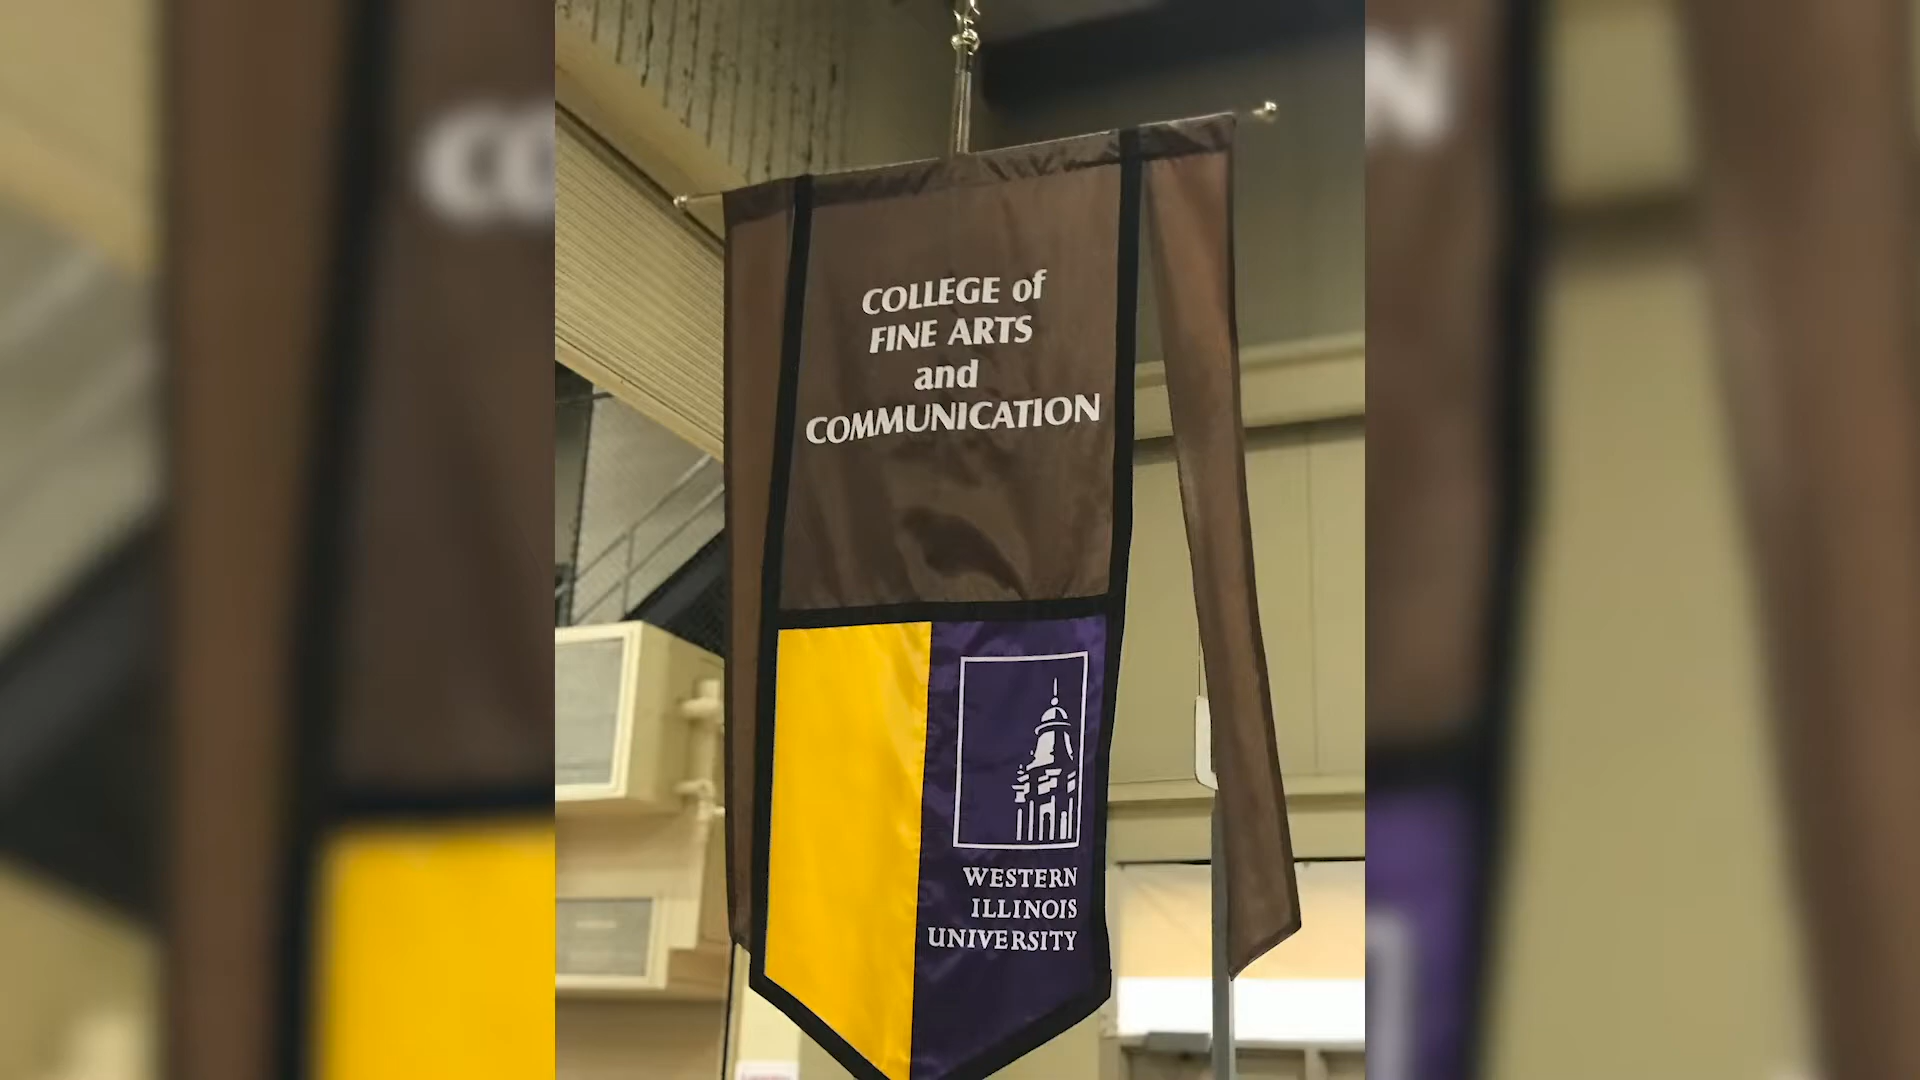 COLLEGE of
FINE ARTS
and
COMMUNICATION
WESTERN
ILLINOIS
UNIVERSITY